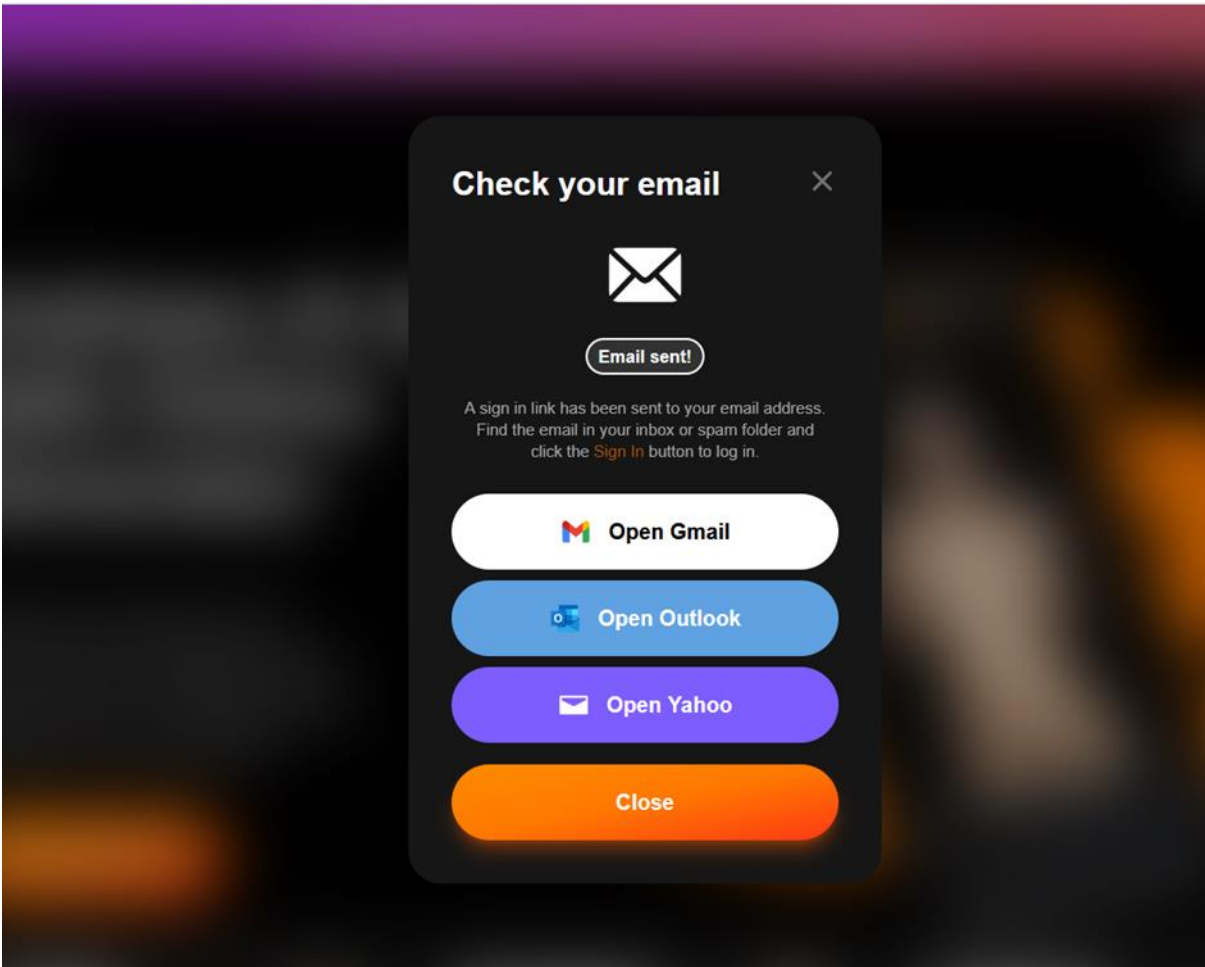 Check your email
Email sent!
A sign in link has been sent to your email address.
Find the email in your inbox or spam folder and
click the Sign In button to log in.
Open Gmail
Open Outlook
Open Yahoo
Close